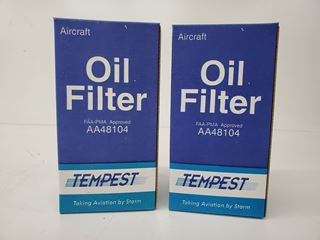 Aircraft
Oil
Filter
FAA-PMA Approved
AA48104
TEMPEST
Taking Aviation by Storm
Aircraft
Oil
Filter
FAA-PMA Approved
AA48104
TEMPEST
Taking Aviation by Storm